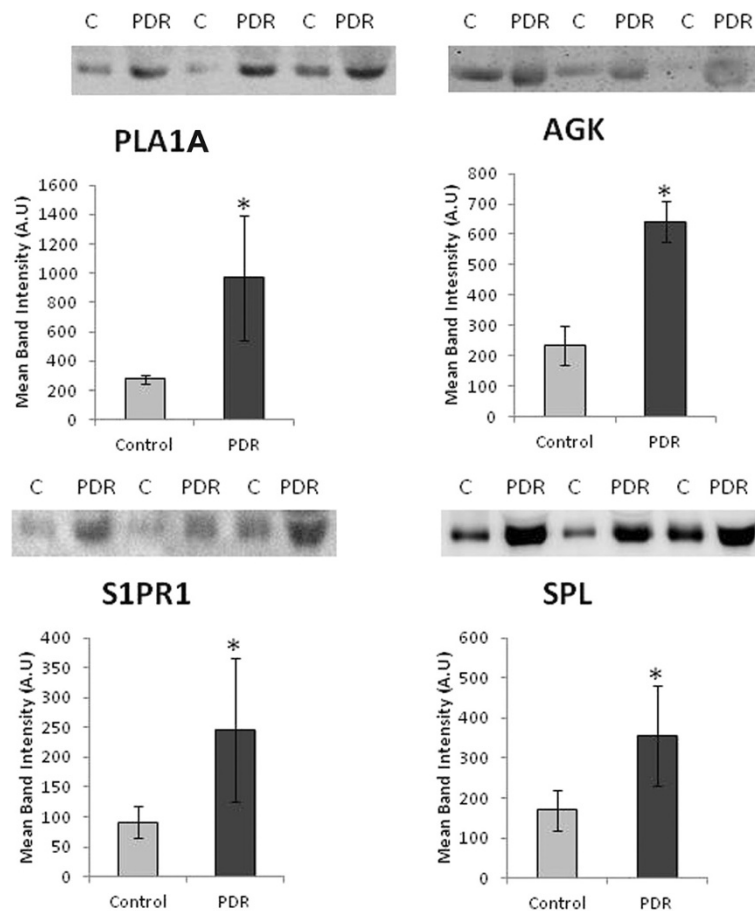 C PDR C PDR C PDR
PLA1A
Mean Band Intensity (A.U)
1600
1400
1200
1000
800
600
400
200
0
*
Control PDR
C PDR C PDR C PDR
AGK
Mean Band Intesnsity (A.U)
800
700
600
500
400
300
200
100
0
*
Control PDR
C PDR C PDR C PDR
S1PR1
Mean Band Intensity (A.U)
400
350
300
250
200
150
100
50
0
*
Control PDR
C PDR C PDR C PDR
SPL
Mean Band Intensity (A.U)
600
500
400
300
200
100
0
*
Control PDR